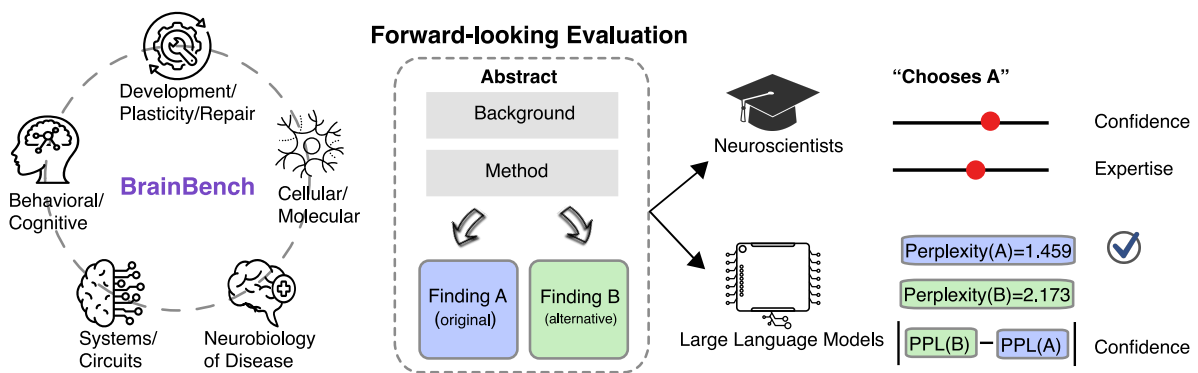 Development/
Plasticity/Repair
Behavioral/
Cognitive
BrainBench
Cellular/
Molecular
Systems/
Circuits
Neurobiology
of Disease
Forward-looking Evaluation
Abstract
Background
Method
Finding A
(original)
Finding B
(alternative)
Neuroscientists
Large Language Models
“Chooses A”
Confidence
Expertise
Perplexity(A)=1.459
Perplexity(B)=2.173
| PPL(B) − PPL(A) | Confidence